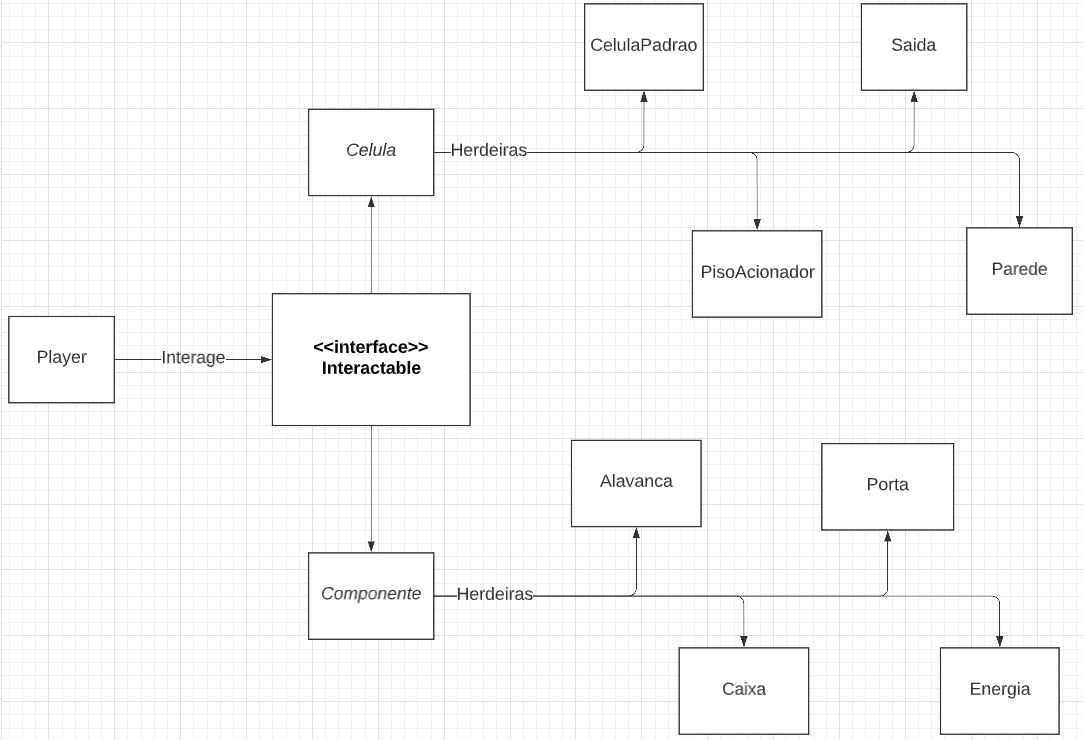 CelulaPadrao
Saida
Celula
Herdeiras
PisoAcionador
Parede
Player
Interage
<<interface>>
Interactable
Alavanca
Porta
Componente
Herdeiras
Caixa
Energia